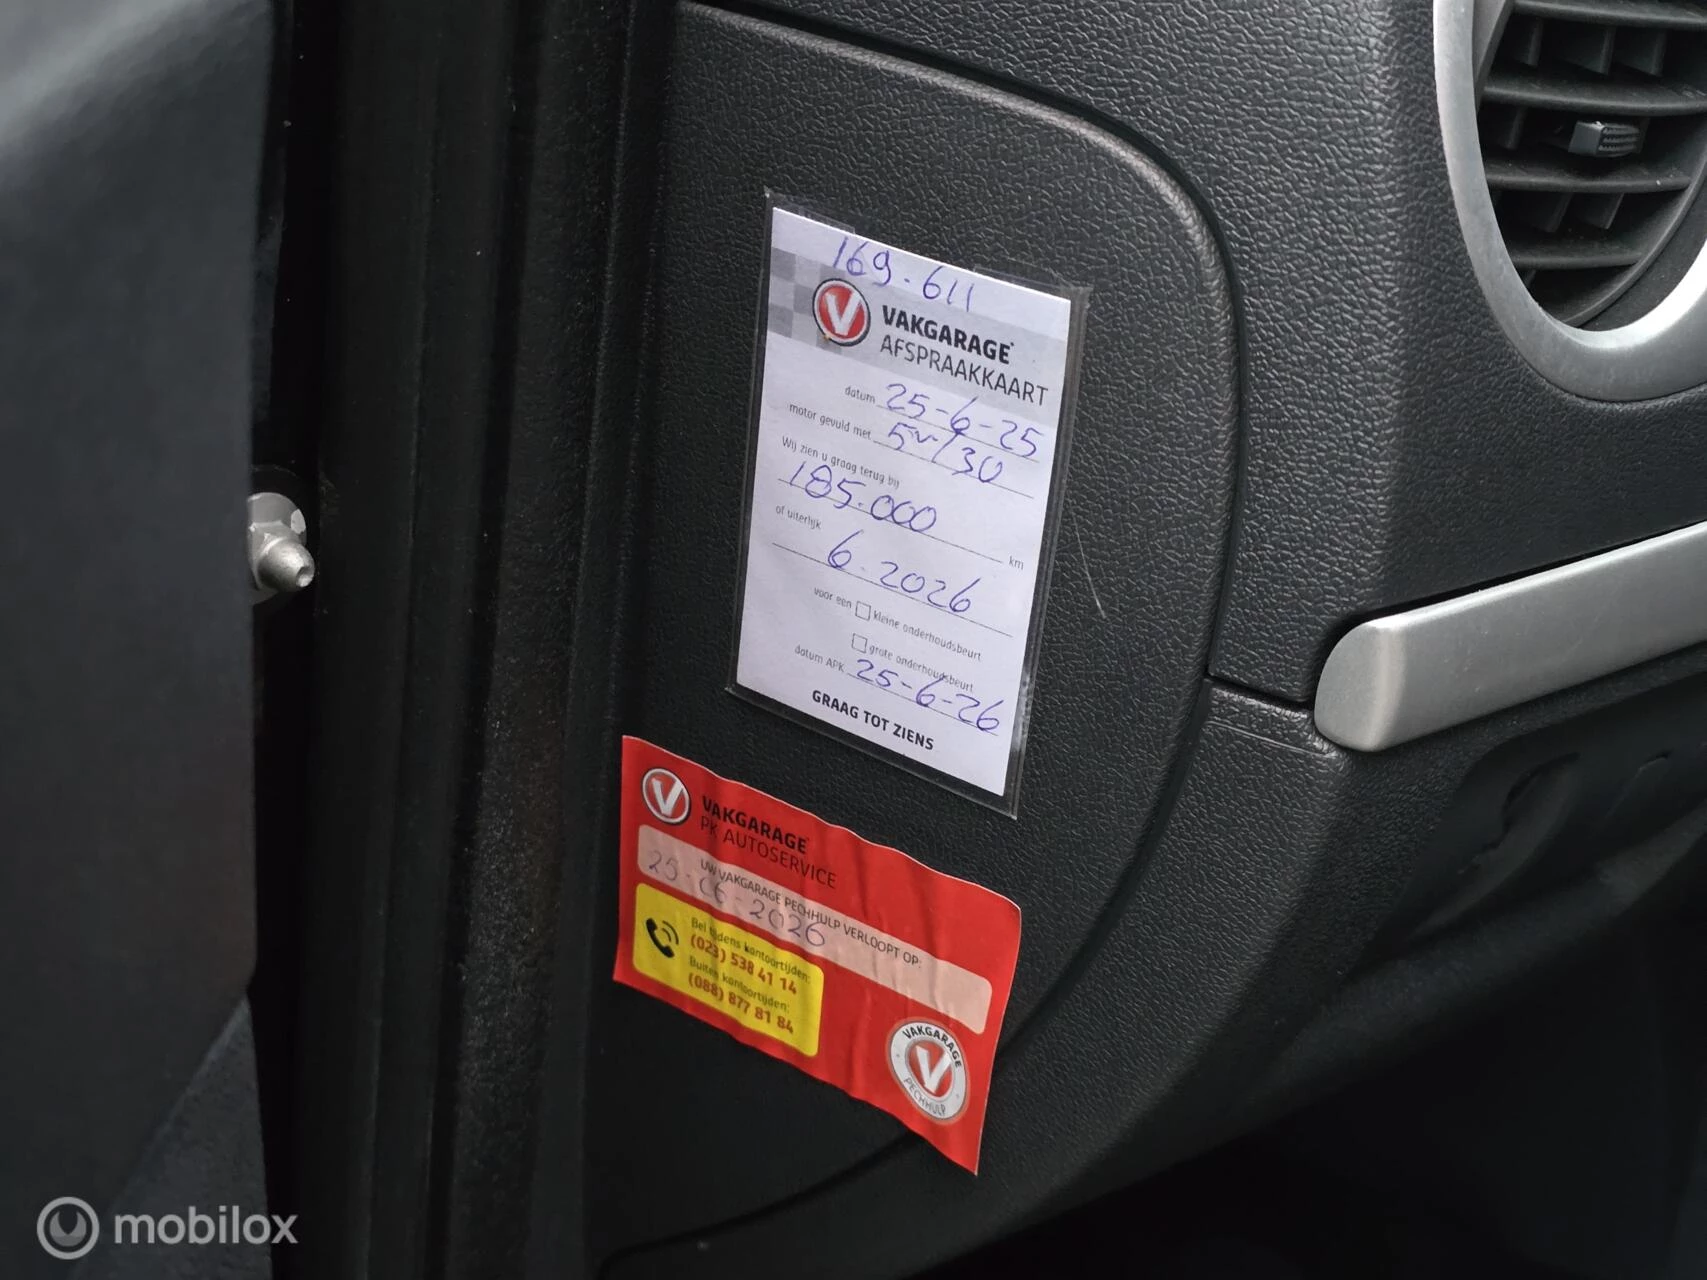 169.611
V VAKGARAGE
AFSPRAAKKAART
datum 25-6-25
motor gevuld met 5w/30
Wij zien u graag terug bij
185.000 km
of uiterlijk
6.2026
voor een kleine onderhoudsbeurt
grote onderhoudsbeurt
datum APK 25-6-26
GRAAG TOT ZIENS
V VAKGARAGE
PK AUTOSERVICE
UW VAKGARAGE PECHHULP VERLOOPT OP:
25-06-2026
Bel tijdens kantoortijden:
(023) 538 41 14
Buiten kantoortijden:
(088) 877 81 84
VAKGARAGE
V
PECHHULP
mobilox